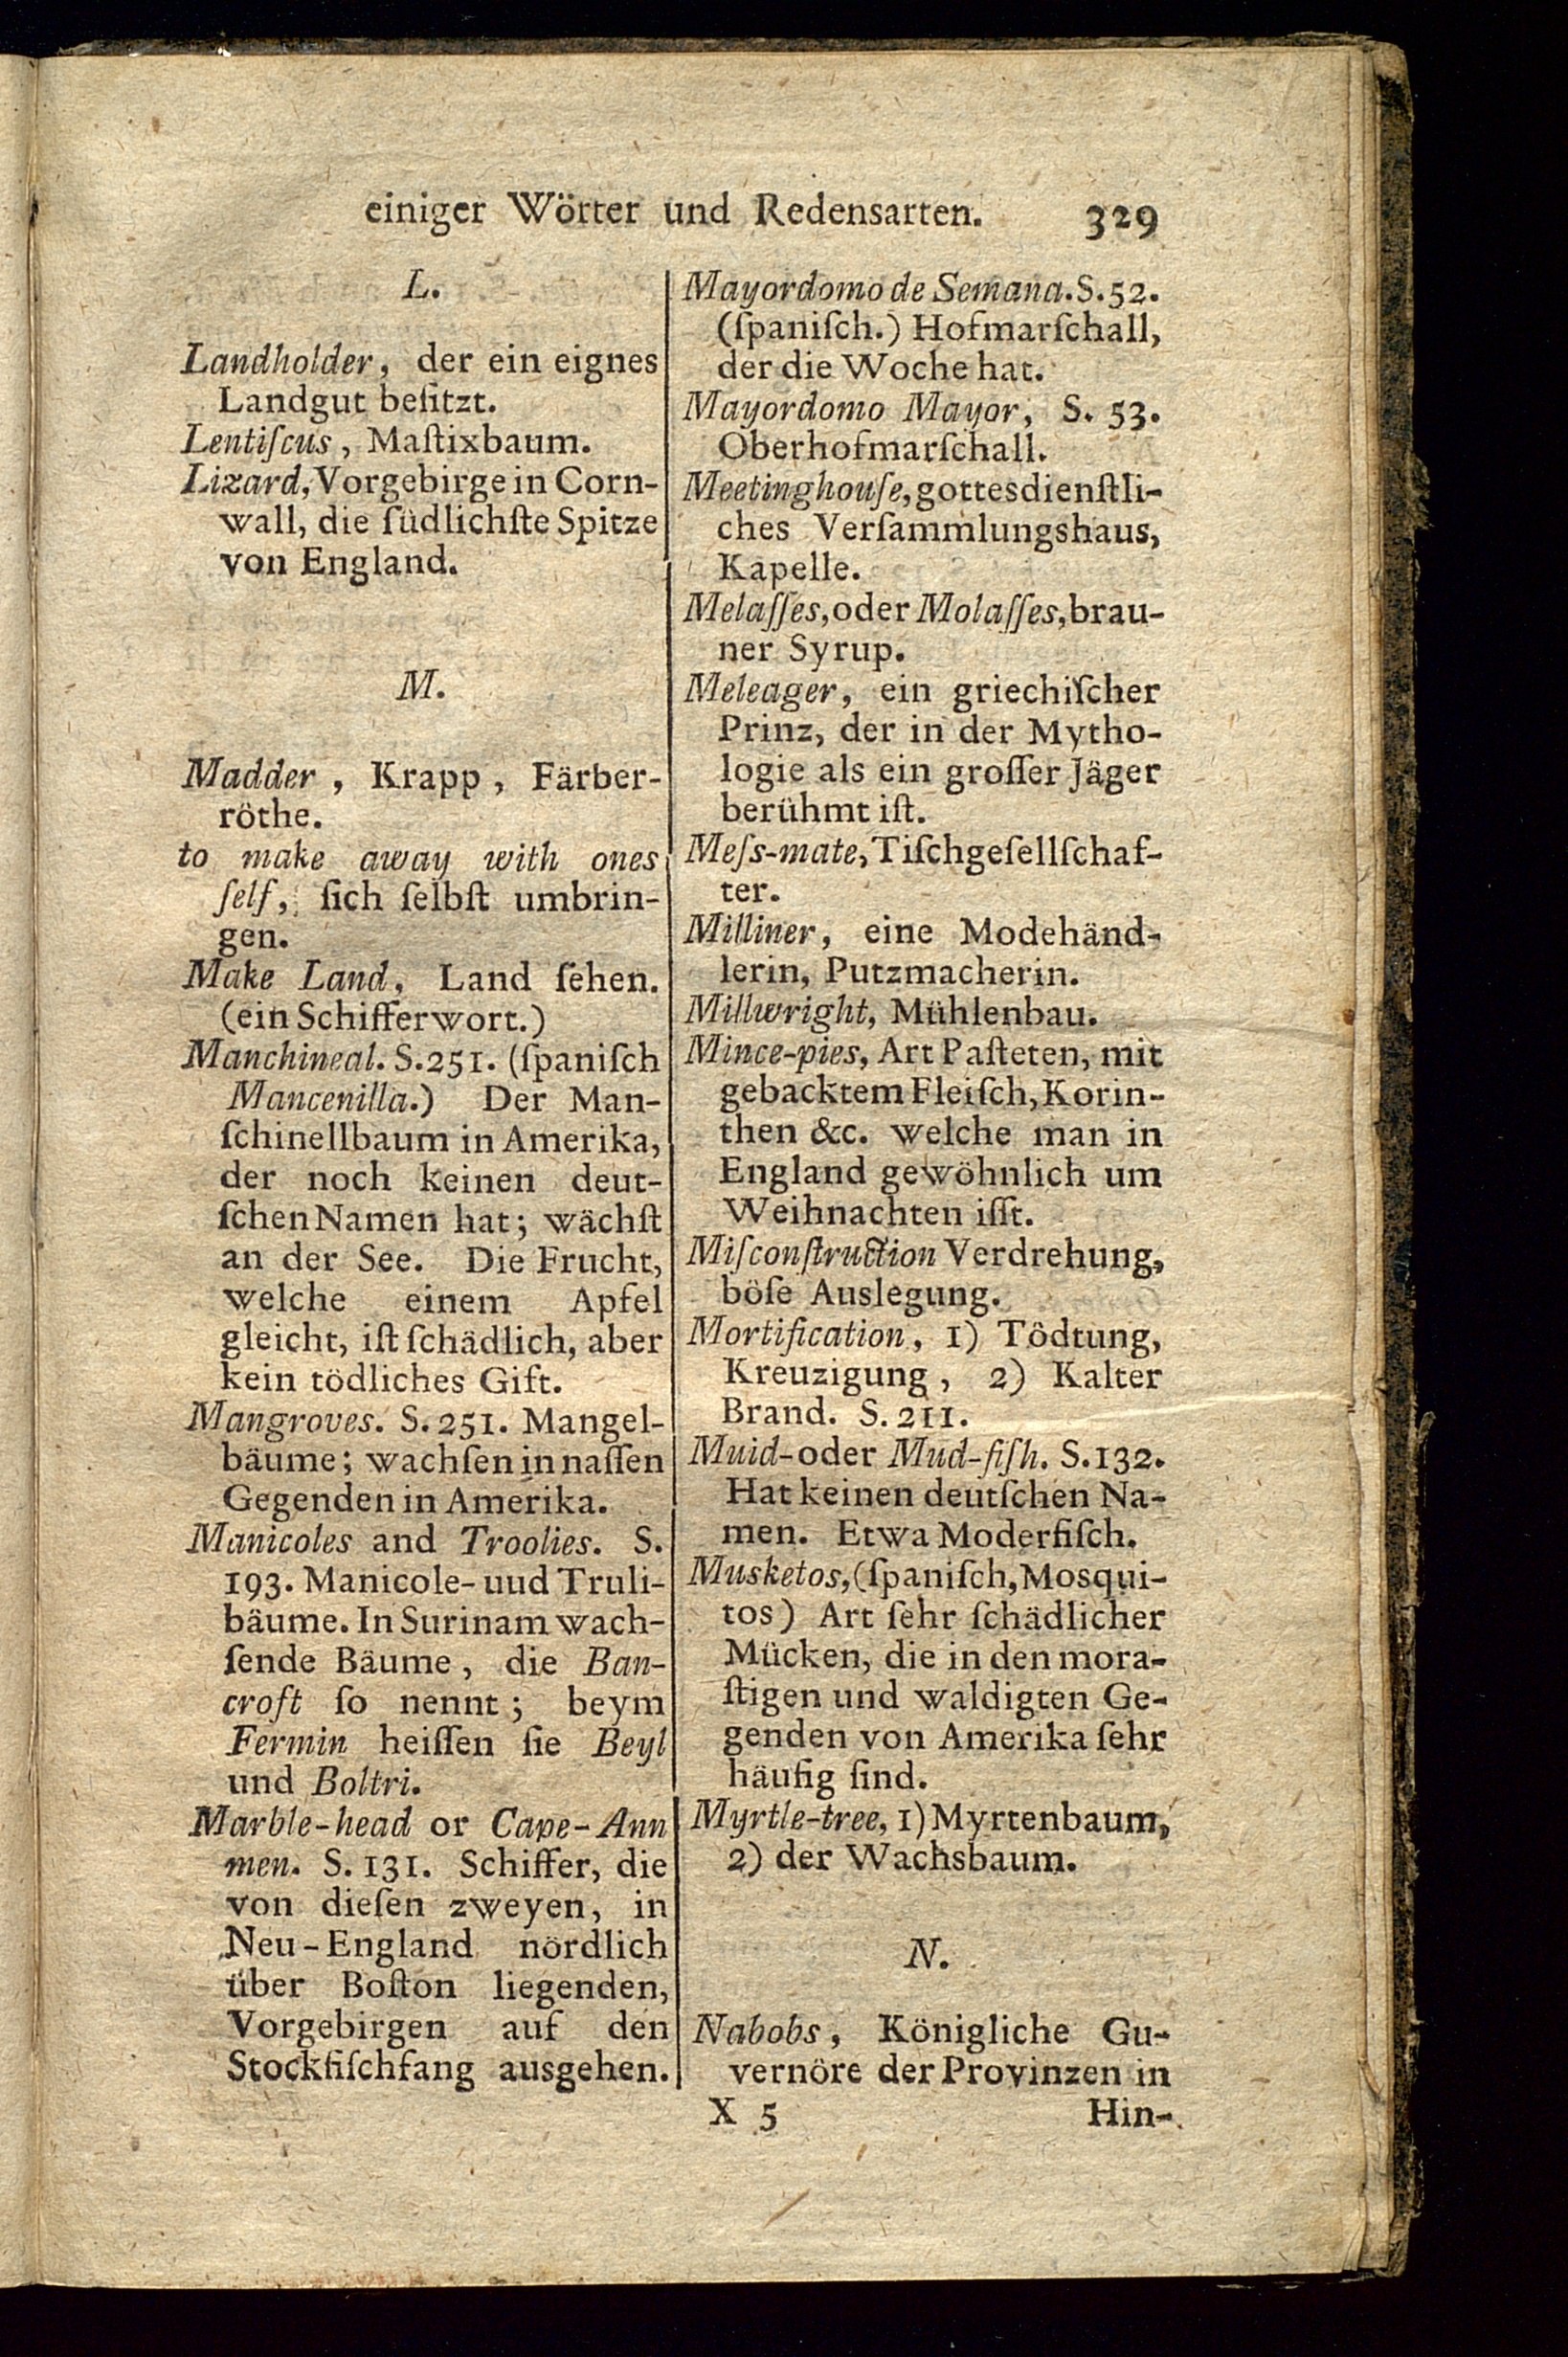 einiger Wörter und Redensarten. 329
L.
Landholder, der ein eignes
Landgut beſitzt.
Lentiſcus, Maſtixbaum.
Lizard, Vorgebirge in Corn-
wall, die ſüdlichſte Spitze
von England.
M.
Madder, Krapp, Färber-
röthe.
to make away with ones
ſelf, ſich ſelbſt umbrin-
gen.
Make Land, Land ſehen.
(ein Schifferwort.)
Manchineal. S. 251. (ſpaniſch
Mancenilla.) Der Man-
ſchinellbaum in Amerika,
der noch keinen deut-
ſchen Namen hat; wächſt
an der See. Die Frucht,
welche einem Apfel
gleicht, iſt ſchädlich, aber
kein tödliches Gift.
Mangroves. S. 251. Mangel-
bäume; wachſen in naſſen
Gegenden in Amerika.
Manicoles and Troolies. S.
193. Manicole- uud Truli-
bäume. In Surinam wach-
ſende Bäume, die Ban-
croft ſo nennt; beym
Fermin heiſſen ſie Beyl
und Boltri.
Marble-head or Cape-Ann
men. S. 131. Schiffer, die
von dieſen zweyen, in
Neu-England nördlich
über Boſton liegenden,
Vorgebirgen auf den
Stockfiſchfang ausgehen.
Mayordomo de Semana. S. 52.
(ſpaniſch.) Hofmarſchall,
der die Woche hat.
Mayordomo Mayor, S. 53.
Oberhofmarſchall.
Meetinghouſe, gottesdienſtli-
ches Verſammlungshaus,
Kapelle.
Melaſſes, oder Molaſſes, brau-
ner Syrup.
Meleager, ein griechiſcher
Prinz, der in der Mytho-
logie als ein groſſer Jäger
berühmt iſt.
Meſs-mate, Tiſchgeſellſchaf-
ter.
Milliner, eine Modehänd-
lerin, Putzmacherin.
Millwright, Mühlenbau.
Mince-pies, Art Paſteten, mit
gebacktem Fleiſch, Korin-
then &c. welche man in
England gewöhnlich um
Weihnachten iſſt.
Miſconſtruction Verdrehung,
böſe Auslegung.
Mortification, 1) Tödtung,
Kreuzigung, 2) Kalter
Brand. S. 211.
Muid- oder Mud-fiſh. S. 132.
Hat keinen deutſchen Na-
men. Etwa Moderfiſch.
Musketos, (ſpaniſch, Mosqui-
tos) Art ſehr ſchädlicher
Mücken, die in den mora-
ſtigen und waldigten Ge-
genden von Amerika ſehr
häufig ſind.
Myrtle-tree, 1) Myrtenbaum,
2) der Wachsbaum.
N.
Nabobs, Königliche Gu-
vernöre der Provinzen in
X 5 Hin-